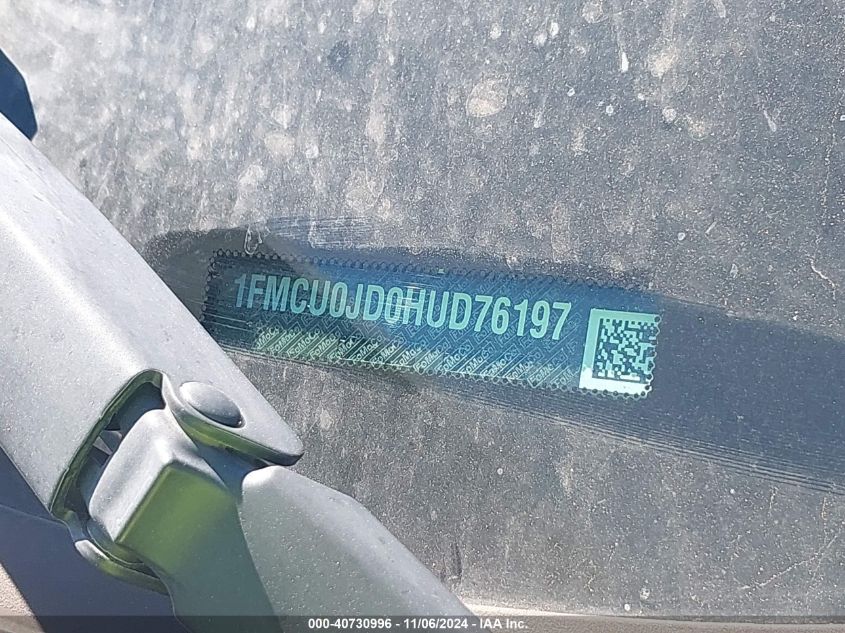 1FMCU0JD0HUD76197
000-40730996 - 11/06/2024 - IAA Inc.